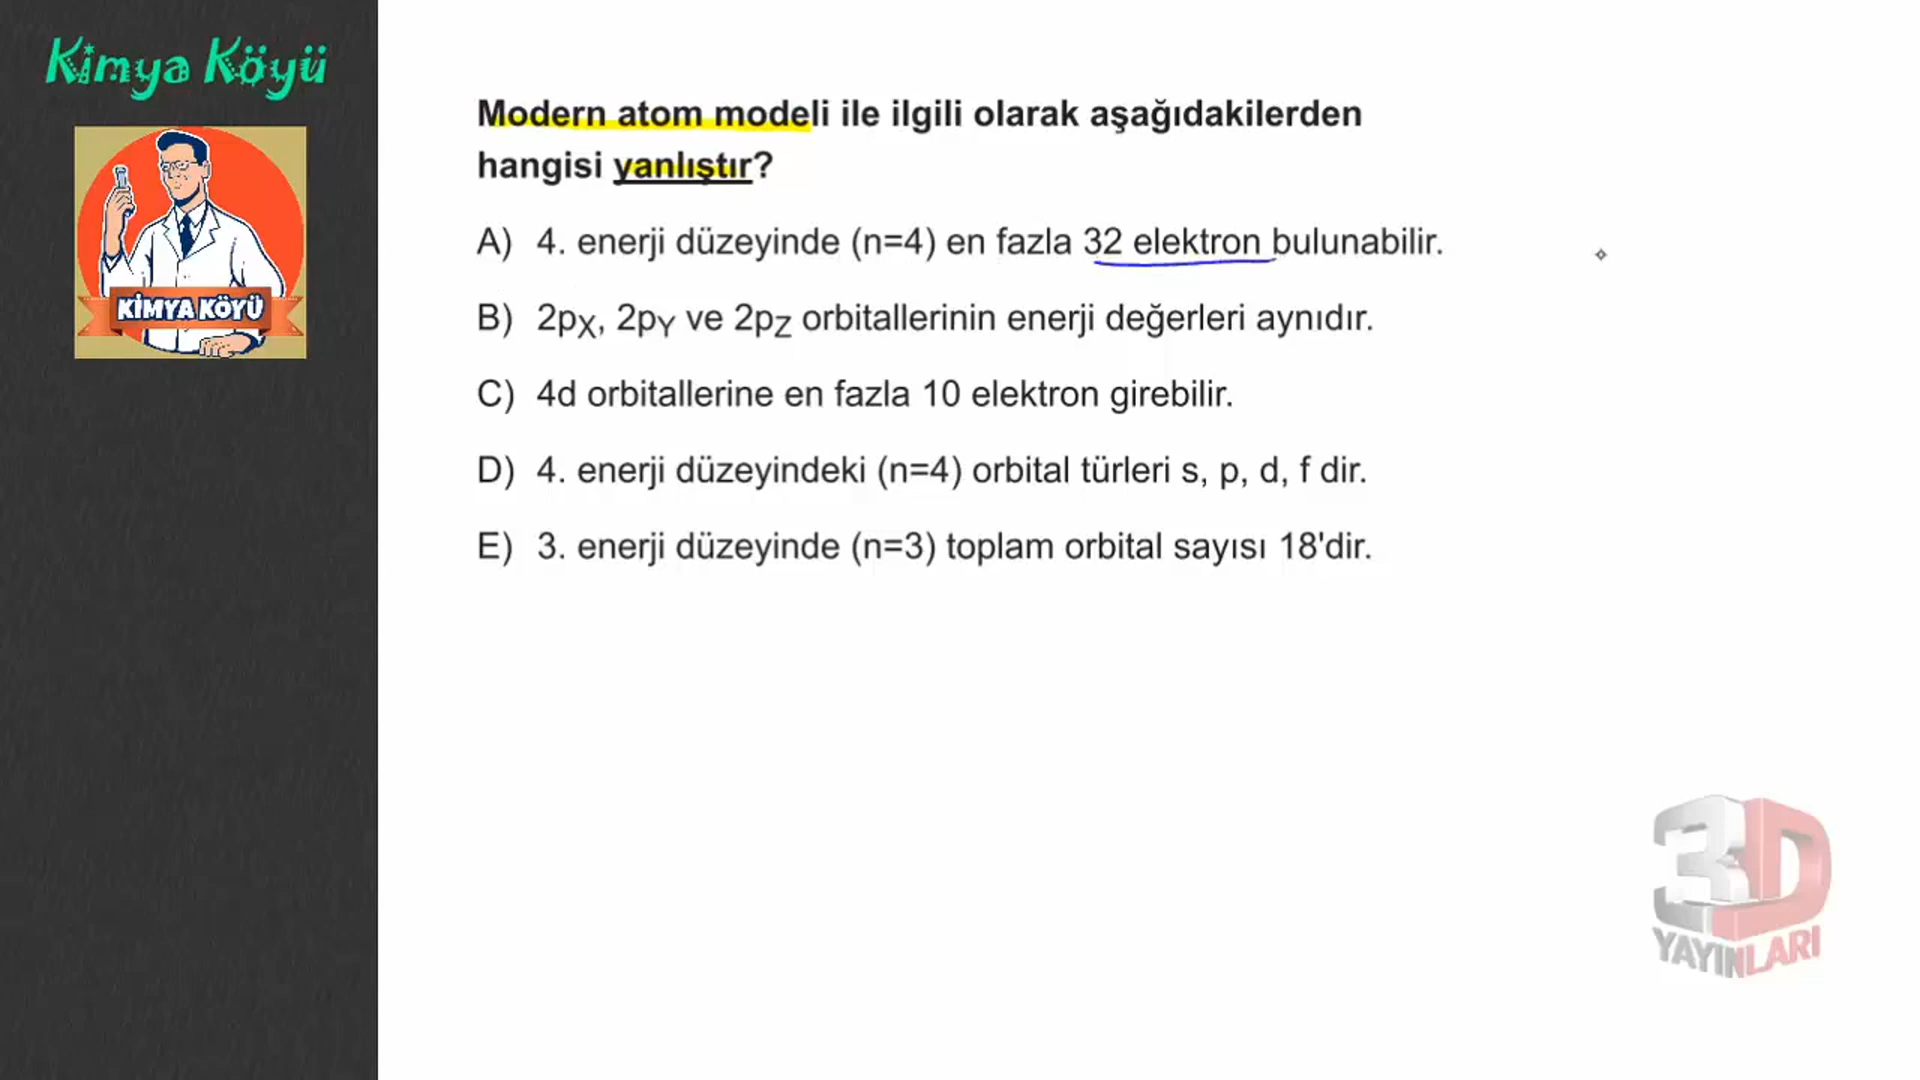 Kimya Köyü
KİMYA KÖYÜ
Modern atom modeli ile ilgili olarak aşağıdakilerden
hangisi yanlıştır?
A) 4. enerji düzeyinde (n=4) en fazla 32 elektron bulunabilir.
B) 2pX, 2pY ve 2pZ orbitallerinin enerji değerleri aynıdır.
C) 4d orbitallerine en fazla 10 elektron girebilir.
D) 4. enerji düzeyindeki (n=4) orbital türleri s, p, d, f dir.
E) 3. enerji düzeyinde (n=3) toplam orbital sayısı 18'dir.
3D
YAYINLARI